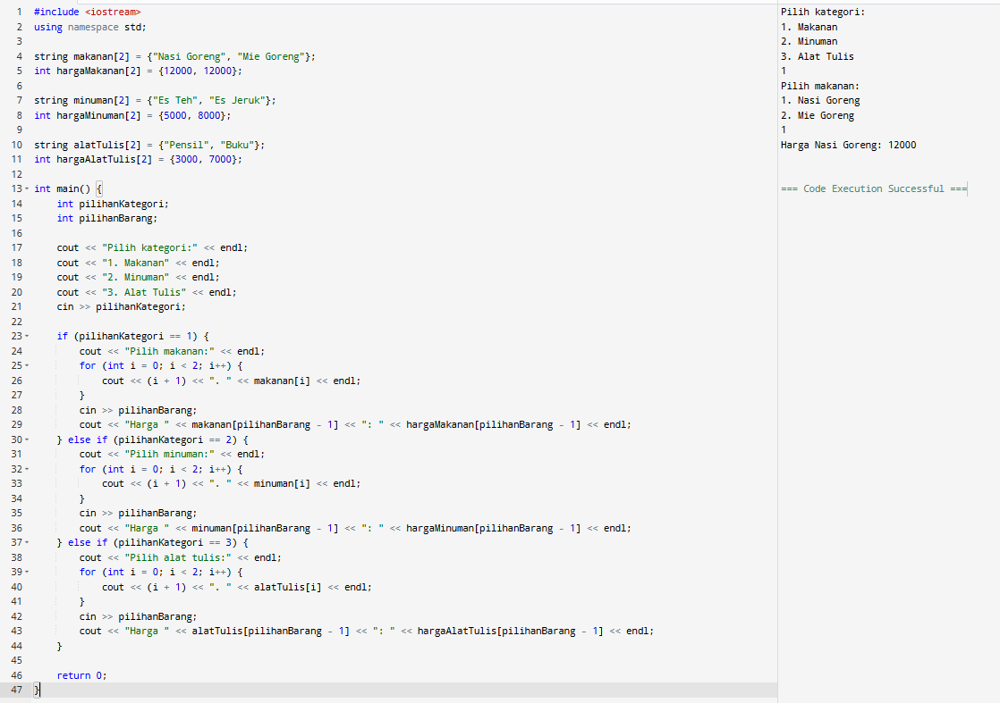 1 #include <iostream>
2 using namespace std;
3
4 string makanan[2] = {"Nasi Goreng", "Mie Goreng"};
5 int hargaMakanan[2] = {12000, 12000};
6
7 string minuman[2] = {"Es Teh", "Es Jeruk"};
8 int hargaMinuman[2] = {5000, 8000};
9
10 string alatTulis[2] = {"Pensil", "Buku"};
11 int hargaAlatTulis[2] = {3000, 7000};
12
13 int main() {
14     int pilihanKategori;
15     int pilihanBarang;
16
17     cout << "Pilih kategori:" << endl;
18     cout << "1. Makanan" << endl;
19     cout << "2. Minuman" << endl;
20     cout << "3. Alat Tulis" << endl;
21     cin >> pilihanKategori;
22
23     if (pilihanKategori == 1) {
24         cout << "Pilih makanan:" << endl;
25         for (int i = 0; i < 2; i++) {
26             cout << (i + 1) << ". " << makanan[i] << endl;
27         }
28         cin >> pilihanBarang;
29         cout << "Harga " << makanan[pilihanBarang - 1] << ": " << hargaMakanan[pilihanBarang - 1] << endl;
30     } else if (pilihanKategori == 2) {
31         cout << "Pilih minuman:" << endl;
32         for (int i = 0; i < 2; i++) {
33             cout << (i + 1) << ". " << minuman[i] << endl;
34         }
35         cin >> pilihanBarang;
36         cout << "Harga " << minuman[pilihanBarang - 1] << ": " << hargaMinuman[pilihanBarang - 1] << endl;
37     } else if (pilihanKategori == 3) {
38         cout << "Pilih alat tulis:" << endl;
39         for (int i = 0; i < 2; i++) {
40             cout << (i + 1) << ". " << alatTulis[i] << endl;
41         }
42         cin >> pilihanBarang;
43         cout << "Harga " << alatTulis[pilihanBarang - 1] << ": " << hargaAlatTulis[pilihanBarang - 1] << endl;
44     }
45
46     return 0;
47 }
Pilih kategori:
1. Makanan
2. Minuman
3. Alat Tulis
1
Pilih makanan:
1. Nasi Goreng
2. Mie Goreng
1
Harga Nasi Goreng: 12000
=== Code Execution Successful ===